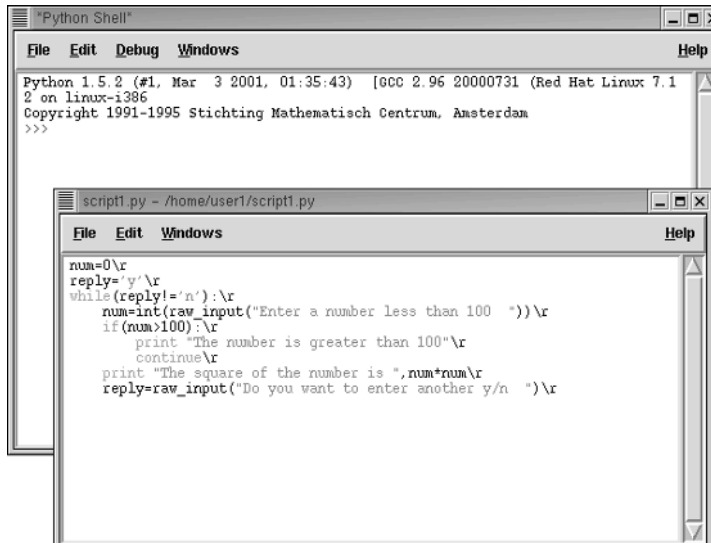 "Python Shell"
File Edit Debug Windows Help
Python 1.5.2 (#1, Mar  3 2001, 01:35:43)  [GCC 2.96 20000731 (Red Hat Linux 7.1
2 on linux-i386
Copyright 1991-1995 Stichting Mathematisch Centrum, Amsterdam
>>>
script1.py - /home/user1/script1.py
File Edit Windows Help
num=0\r
reply='y'\r
while(reply!='n'):\r
    num=int(raw_input("Enter a number less than 100  "))\r
    if(num>100):\r
        print "The number is greater than 100"\r
        continue\r
    print "The square of the number is ",num*num\r
    reply=raw_input("Do you want to enter another y/n  ")\r